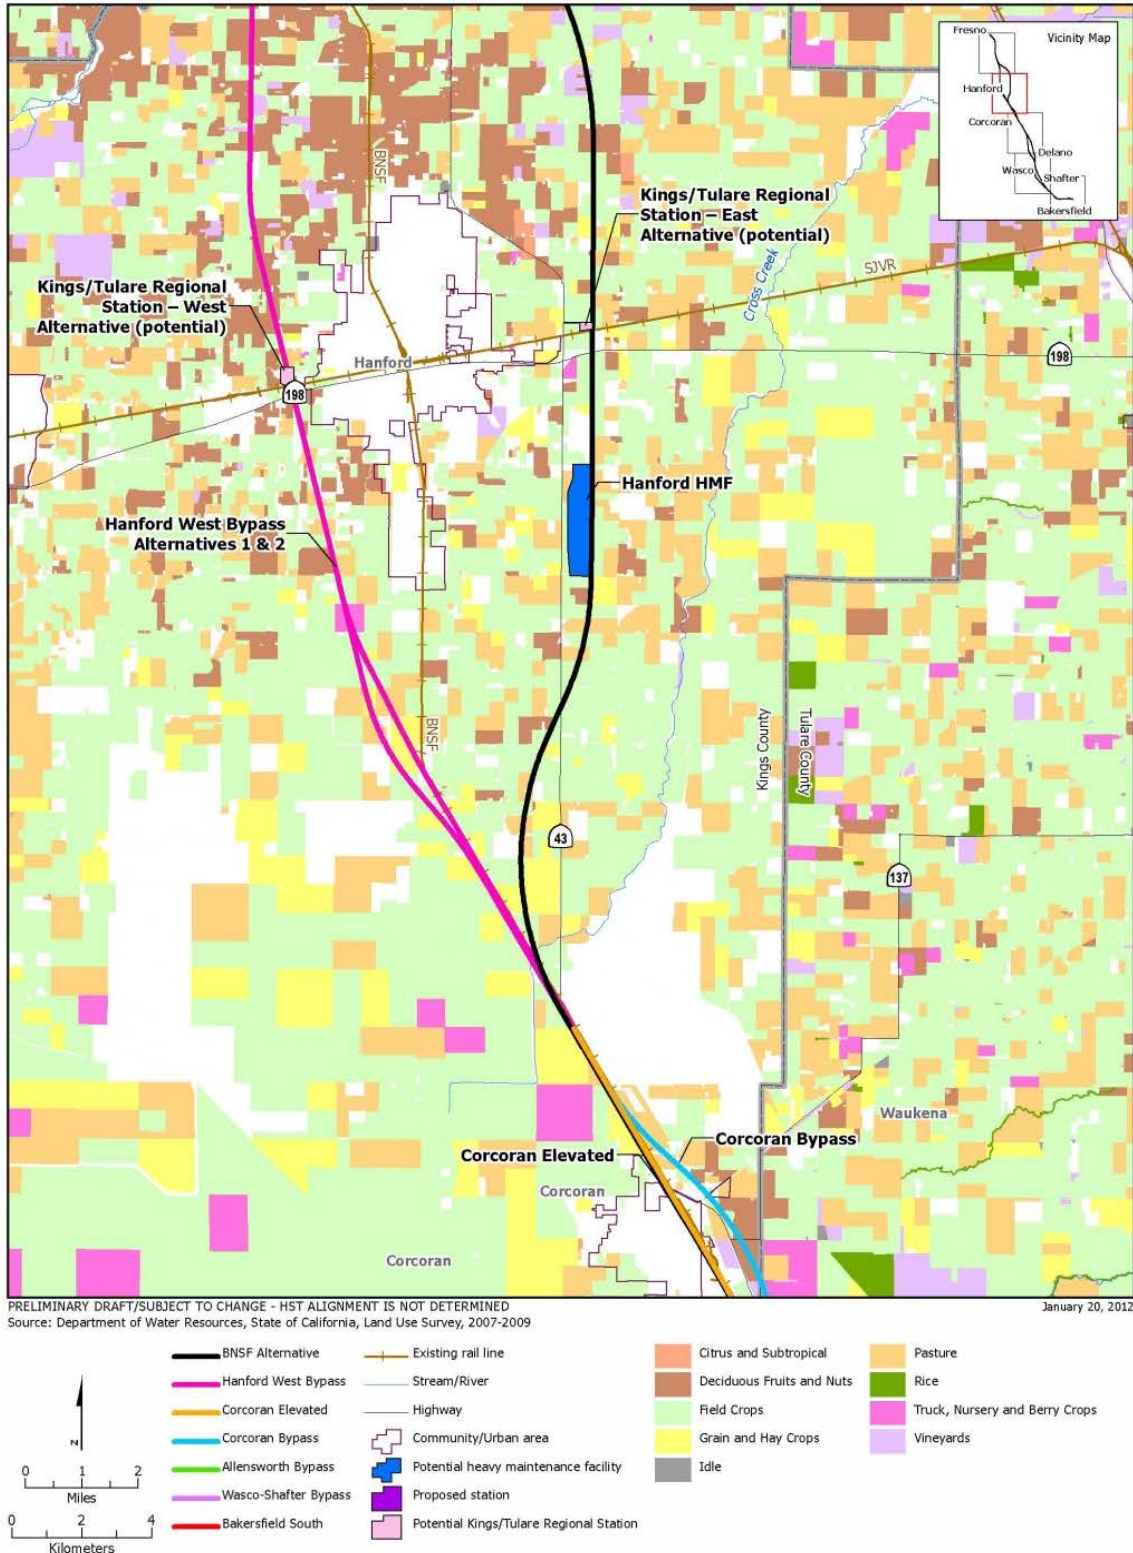 Fresno
Vicinity Map
Hanford
Corcoran
Delano
Wasco
Shafter
Bakersfield
BNSF
Kings/Tulare Regional
Station – East
Alternative (potential)
Cross Creek
SJVR
Kings/Tulare Regional
Station – West
Alternative (potential)
Hanford
198
198
Hanford HMF
Hanford West Bypass
Alternatives 1 & 2
BNSF
Kings County
Tulare County
43
137
Waukena
Corcoran Bypass
Corcoran Elevated
Corcoran
Corcoran
PRELIMINARY DRAFT/SUBJECT TO CHANGE - HST ALIGNMENT IS NOT DETERMINED
January 20, 2012
Source: Department of Water Resources, State of California, Land Use Survey, 2007-2009
N
0 1 2
Miles
0 2 4
Kilometers
BNSF Alternative
Hanford West Bypass
Corcoran Elevated
Corcoran Bypass
Allensworth Bypass
Wasco-Shafter Bypass
Bakersfield South
Existing rail line
Stream/River
Highway
Community/Urban area
Potential heavy maintenance facility
Proposed station
Potential Kings/Tulare Regional Station
Citrus and Subtropical
Deciduous Fruits and Nuts
Field Crops
Grain and Hay Crops
Idle
Pasture
Rice
Truck, Nursery and Berry Crops
Vineyards